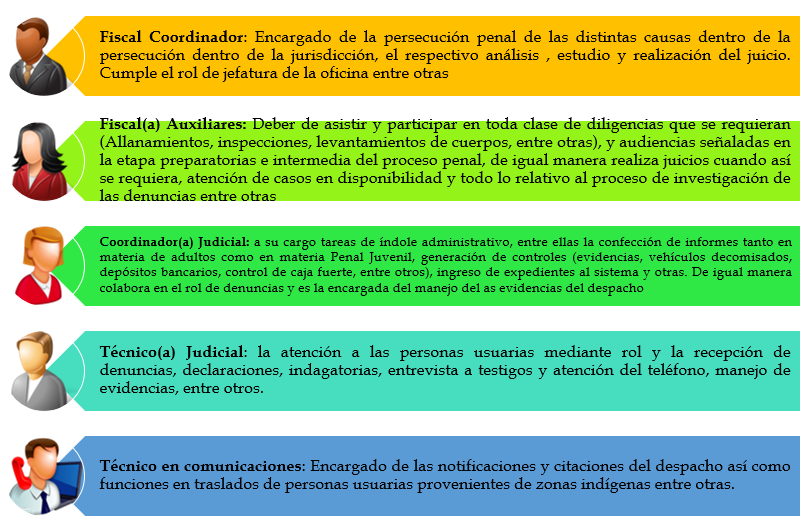 Fiscal Coordinador: Encargado de la persecución penal de las distintas causas dentro de la
persecución dentro de la jurisdicción, el respectivo análisis , estudio y realización del juicio.
Cumple el rol de jefatura de la oficina entre otras
Fiscal(a) Auxiliares: Deber de asistir y participar en toda clase de diligencias que se requieran
(Allanamientos, inspecciones, levantamientos de cuerpos, entre otras), y audiencias señaladas en
la etapa preparatorias e intermedia del proceso penal, de igual manera realiza juicios cuando así
se requiera, atención de casos en disponibilidad y todo lo relativo al proceso de investigación de
las denuncias entre otras
Coordinador(a) Judicial: a su cargo tareas de índole administrativo, entre ellas la confección de informes tanto en
materia de adultos como en materia Penal Juvenil, generación de controles (evidencias, vehículos decomisados,
depósitos bancarios, control de caja fuerte, entre otros), ingreso de expedientes al sistema y otras. De igual manera
colabora en el rol de denuncias y es la encargada del manejo del as evidencias del despacho
Técnico(a) Judicial: la atención a las personas usuarias mediante rol y la recepción de
denuncias, declaraciones, indagatorias, entrevista a testigos y atención del teléfono, manejo de
evidencias, entre otros.
Técnico en comunicaciones: Encargado de las notificaciones y citaciones del despacho así como
funciones en traslados de personas usuarias provenientes de zonas indígenas entre otras.